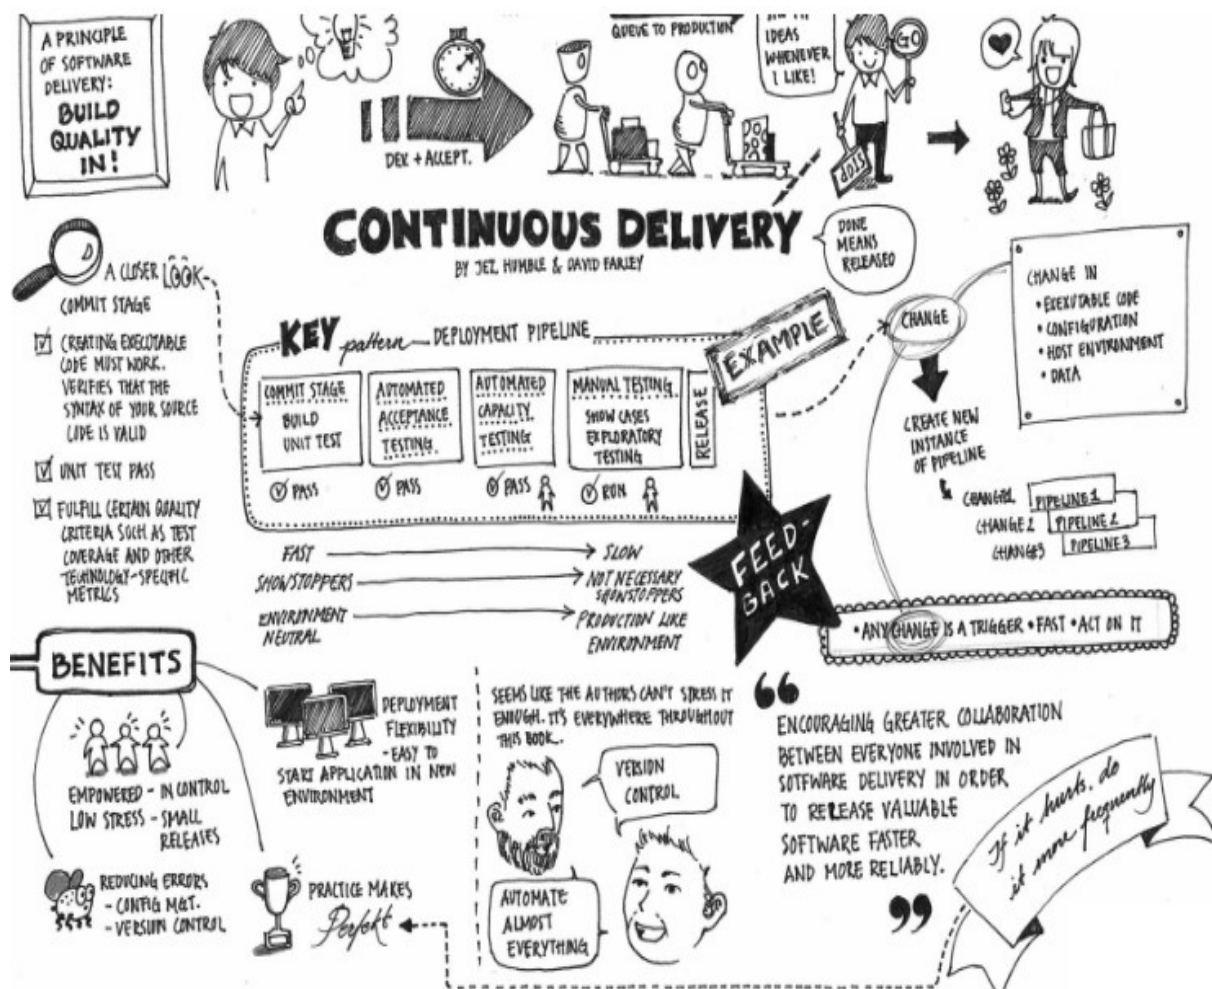 A PRINCIPLE
OF SOFTWARE
DELIVERY:
BUILD
QUALITY
IN!
DEV + ACCEPT.
QUEUE TO PRODUCTION
IDEAS
WHENEVER
I LIKE!
GO
STOP
CONTINUOUS DELIVERY
BY JEZ HUMBLE & DAVID FARLEY
DONE
MEANS
RELEASED
A CLOSER LOOK
COMMIT STAGE
CREATING EXECUTABLE
CODE MUST WORK.
VERIFIES THAT THE
SYNTAX OF YOUR SOURCE
CODE IS VALID
UNIT TEST PASS
FULFILL CERTAIN QUALITY
CRITERIA SUCH AS TEST
COVERAGE AND OTHER
TECHNOLOGY-SPECIFIC
METRICS
KEY pattern DEPLOYMENT PIPELINE
COMMIT STAGE
BUILD
UNIT TEST
PASS
AUTOMATED
ACCEPTANCE
TESTING
PASS
AUTOMATED
CAPACITY
TESTING
PASS
MANUAL TESTING
SHOW CASES
EXPLORATORY
TESTING
RUN
RELEASE
EXAMPLE
FAST
SLOW
SHOWSTOPPERS
NOT NECESSARY
SHOWSTOPPERS
ENVIRONMENT
NEUTRAL
PRODUCTION LIKE
ENVIRONMENT
CHANGE
CHANGE IN
• EXEXUTABLE CODE
• CONFIGURATION
• HOST ENVIRONMENT
• DATA
CREATE NEW
INSTANCE
OF PIPELINE
CHANGE1 PIPELINE 1
CHANGE2 PIPELINE 2
CHANGE3 PIPELINE 3
FEED-
BACK
• ANY CHANGE IS A TRIGGER • FAST • ACT ON IT
BENEFITS
EMPOWERED - IN CONTROL
LOW STRESS - SMALL
RELEASES
REDUCING ERRORS
- CONFIG MGT.
- VERSION CONTROL
DEPLOYMENT
FLEXIBILITY
- EASY TO
START APPLICATION IN NEW
ENVIRONMENT
PRACTICE MAKES
Perfekt
SEEMS LIKE THE AUTHORS CAN'T STRESS IT
ENOUGH. IT'S EVERYWHERE THROUGHOUT
THIS BOOK.
VERSION
CONTROL
AUTOMATE
ALMOST
EVERYTHING
“
ENCOURAGING GREATER COLLABORATION
BETWEEN EVERYONE INVOLVED IN
SOTFWARE DELIVERY IN ORDER
TO RELEASE VALUABLE
SOFTWARE FASTER
AND MORE RELIABLY.
”
If it hurts, do
it more frequently